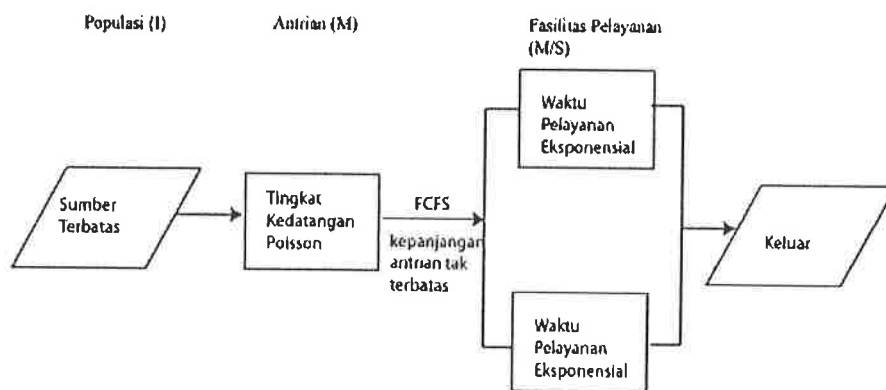 Populasi (I)
Antrian (M)
Fasilitas Pelayanan
(M/S)
Waktu
Pelayanan
Eksponensial
Sumber
Terbatas
Tingkat
Kedatangan
Poisson
FCFS
kepanjangan
antrian tak
terbatas
Keluar
Waktu
Pelayanan
Eksponensial